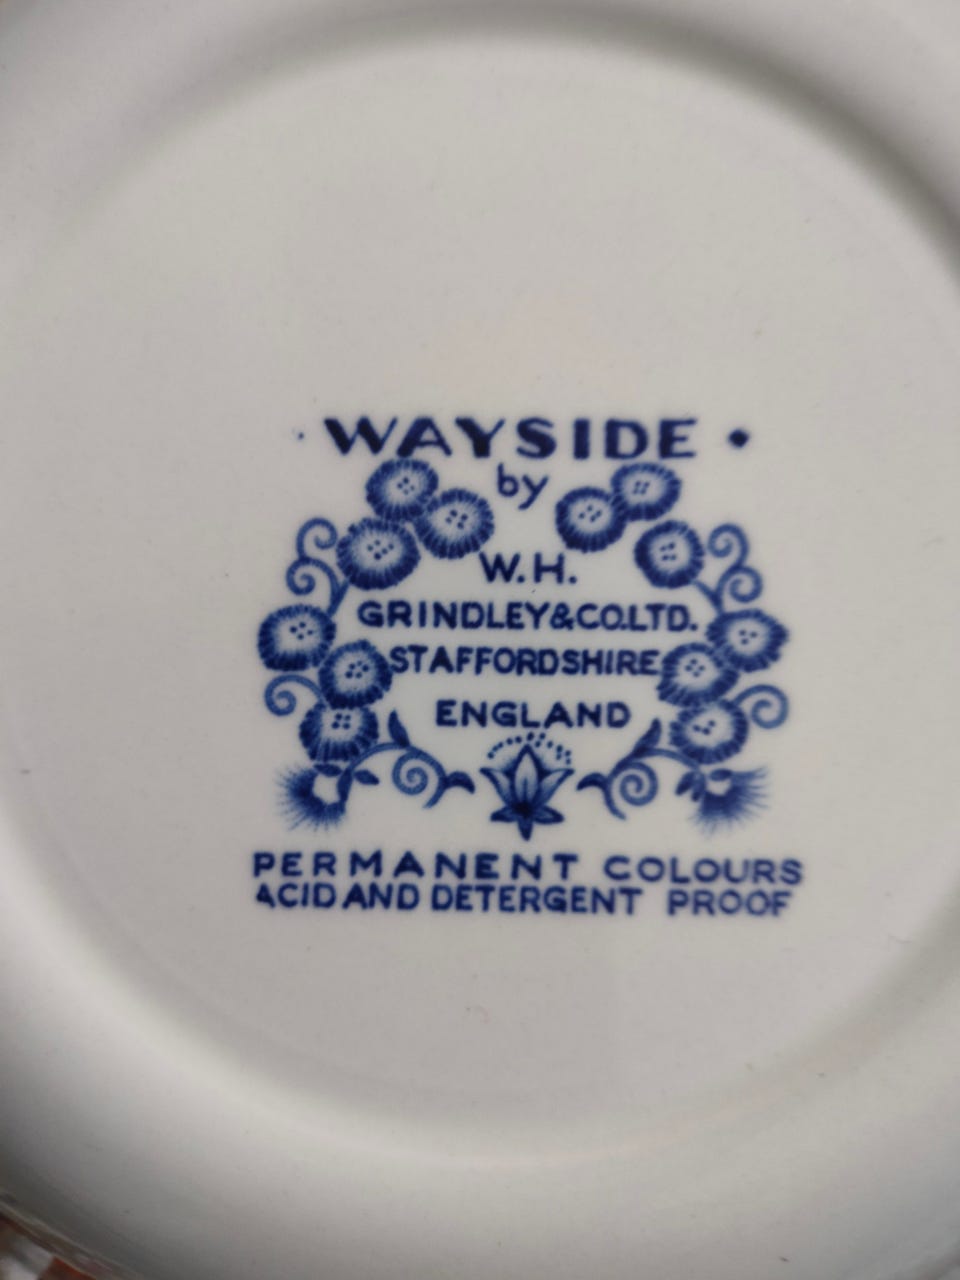 WAYSIDE
by
W.H.
GRINDLEY&CO.LTD.
STAFFORDSHIRE
ENGLAND
PERMANENT COLOURS
ACID AND DETERGENT PROOF